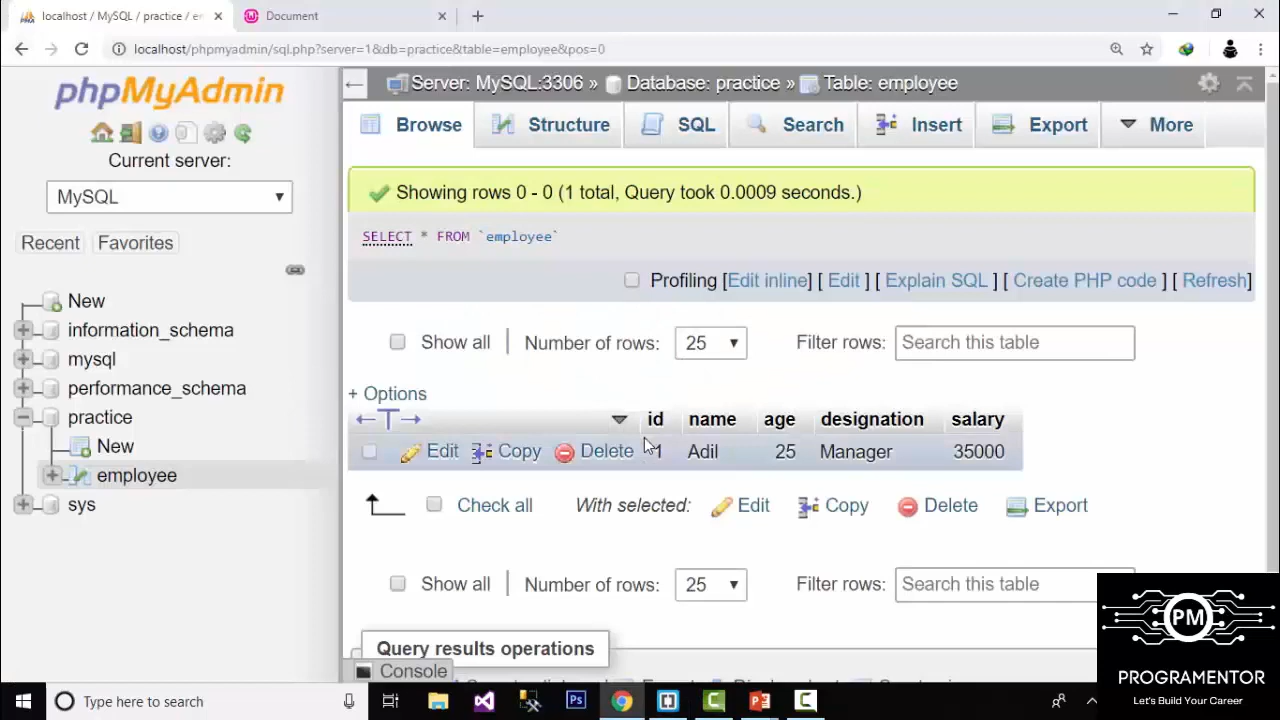 localhost / MySQL / practice / em
Document
localhost/phpmyadmin/sql.php?server=1&db=practice&table=employee&pos=0
phpMyAdmin
Current server:
MySQL
Recent Favorites
New
information_schema
mysql
performance_schema
practice
New
employee
sys
Server: MySQL:3306 » Database: practice » Table: employee
Browse Structure SQL Search Insert Export More
Showing rows 0 - 0 (1 total, Query took 0.0009 seconds.)
SELECT * FROM `employee`
Profiling [Edit inline] [ Edit ] [ Explain SQL ] [ Create PHP code ] [ Refresh]
Show all Number of rows: 25 Filter rows: Search this table
+ Options
id name age designation salary
Edit Copy Delete 1 Adil 25 Manager 35000
Check all With selected: Edit Copy Delete Export
Show all Number of rows: 25 Filter rows: Search this table
Query results operations
Console
Type here to search
PM
PROGRAMENTOR
Let's Build Your Career